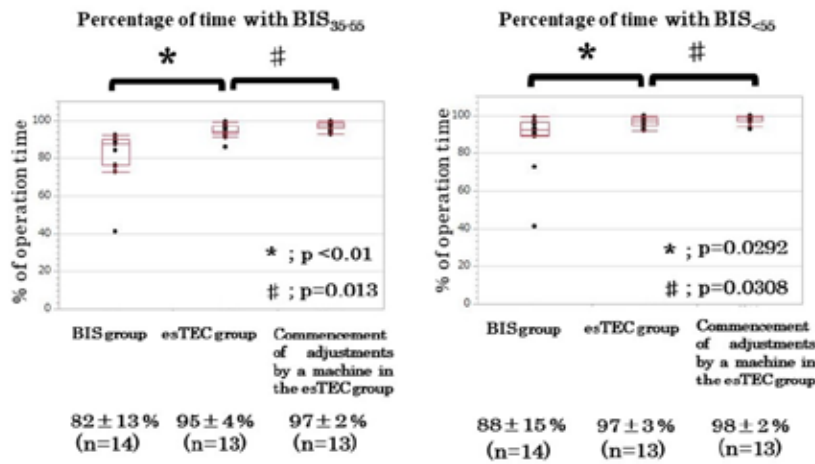 Percentage of time with BIS35-55
*
#
% of operation time
100
80
60
40
20
0
* ; p <0.01
# ; p=0.013
BIS group
esTEC group
Commencement
of adjustments
by a machine in
the esTEC group
82±13%
(n=14)
95±4%
(n=13)
97±2%
(n=13)
Percentage of time with BIS<55
*
#
% of operation time
100
80
60
40
20
0
* ; p=0.0292
# ; p=0.0308
BIS group
esTEC group
Commencement
of adjustments
by a machine in
the esTEC group
88±15%
(n=14)
97±3%
(n=13)
98±2%
(n=13)